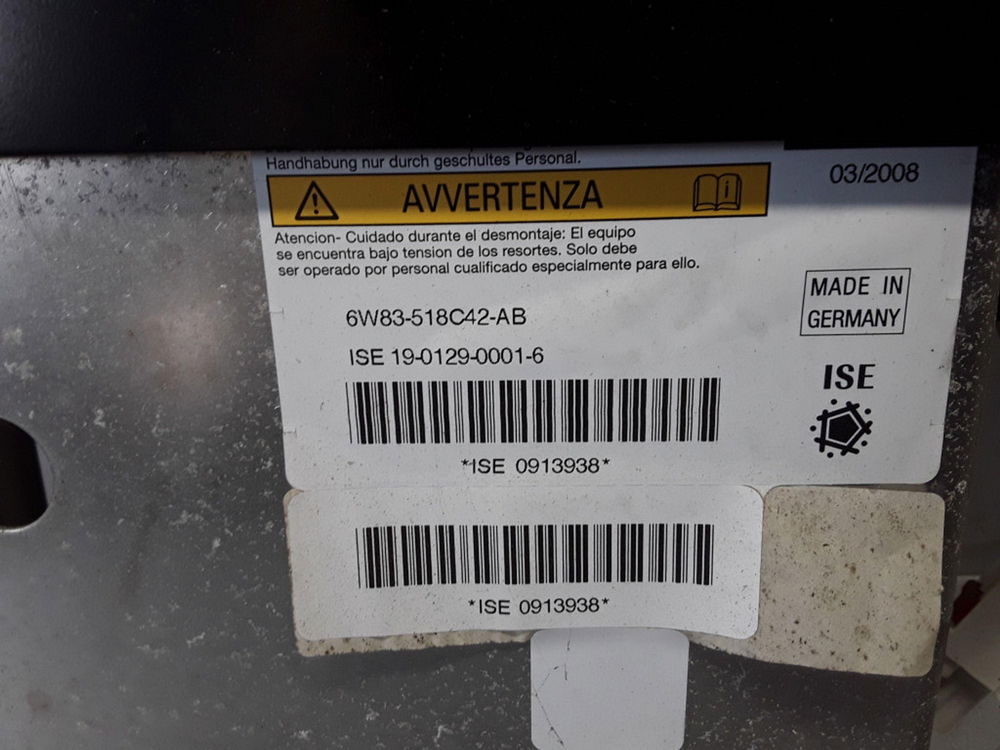 Handhabung nur durch geschultes Personal.
AVVERTENZA
03/2008
Atencion- Cuidado durante el desmontaje: El equipo
se encuentra bajo tension de los resortes. Solo debe
ser operado por personal cualificado especialmente para ello.
MADE IN
GERMANY
6W83-518C42-AB
ISE 19-0129-0001-6
ISE
*ISE 0913938*
*ISE 0913938*